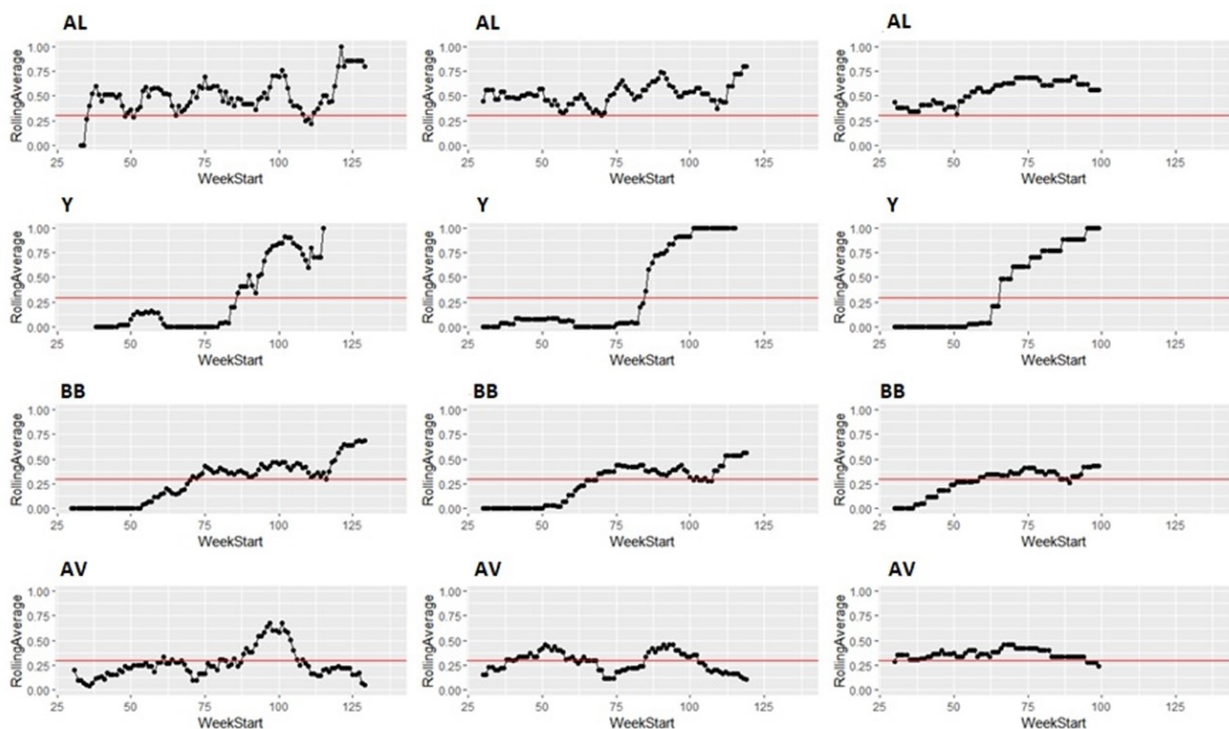 AL AL AL
1.00 1.00 1.00
0.75 0.75 0.75
0.50 0.50 0.50
0.25 0.25 0.25
0.00 0.00 0.00
RollingAverage RollingAverage RollingAverage
25 50 75 100 125 25 50 75 100 125 25 50 75 100 125
WeekStart WeekStart WeekStart
Y Y Y
1.00 1.00 1.00
0.75 0.75 0.75
0.50 0.50 0.50
0.25 0.25 0.25
0.00 0.00 0.00
RollingAverage RollingAverage RollingAverage
25 50 75 100 125 25 50 75 100 125 25 50 75 100 125
WeekStart WeekStart WeekStart
BB BB BB
1.00 1.00 1.00
0.75 0.75 0.75
0.50 0.50 0.50
0.25 0.25 0.25
0.00 0.00 0.00
RollingAverage RollingAverage RollingAverage
25 50 75 100 125 25 50 75 100 125 25 50 75 100 125
WeekStart WeekStart WeekStart
AV AV AV
1.00 1.00 1.00
0.75 0.75 0.75
0.50 0.50 0.50
0.25 0.25 0.25
0.00 0.00 0.00
RollingAverage RollingAverage RollingAverage
25 50 75 100 125 25 50 75 100 125 25 50 75 100 125
WeekStart WeekStart WeekStart